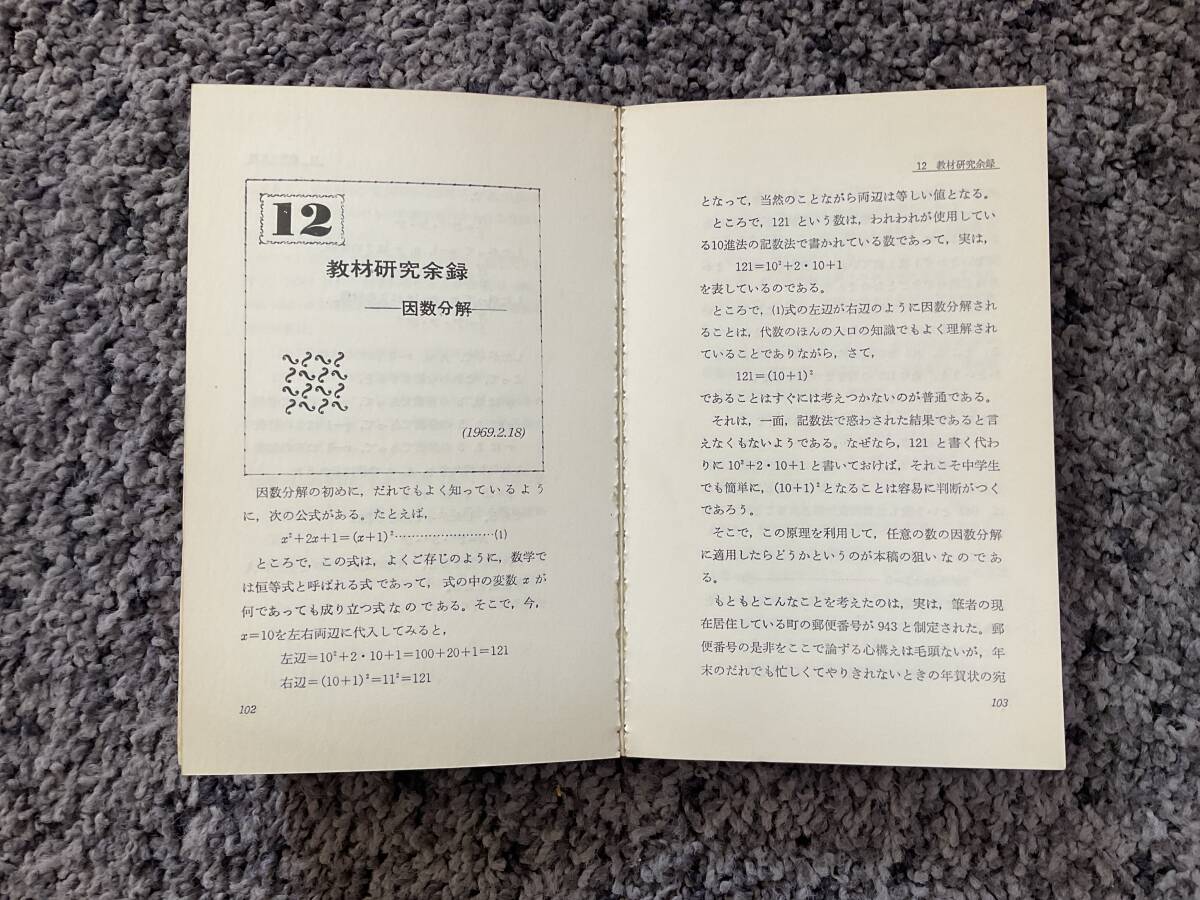 12
教材研究余録
——因数分解——
(1969.2.18)
因数分解の初めに，だれでもよく知っているよう
に，次の公式がある。たとえば，
x²+2x+1=(x+1)²……………………(1)
ところで，この式は，よくご存じのように，数学で
は恒等式と呼ばれる式であって，式の中の変数 x が
何であっても成り立つ式なのである。そこで，今，
x=10を左右両辺に代入してみると，
左辺=10²+2・10+1=100+20+1=121
右辺=(10+1)²=11²=121
102
12 教材研究余録
となって，当然のことながら両辺は等しい値となる。
ところで，121 という数は，われわれが使用してい
る10進法の記数法で書かれている数であって，実は，
121=10²+2・10+1
を表しているのである。
ところで，(1)式の左辺が右辺のように因数分解され
ることは，代数のほんの入口の知識でもよく理解され
ていることでありながら，さて，
121=(10+1)²
であることはすぐには考えつかないのが普通である。
それは，一面，記数法で惑わされた結果であると言
えなくもないようである。なぜなら，121 と書く代わ
りに 10²+2・10+1 と書いておけば，それこそ中学生
でも簡単に，(10+1)² となることは容易に判断がつく
であろう。
そこで，この原理を利用して，任意の数の因数分解
に適用したらどうかというのが本稿の狙いなのであ
る。
もともとこんなことを考えたのは，実は，筆者の現
在居住している町の郵便番号が 943 と制定された。郵
便番号の是非をここで論ずる心構えは毛頭ないが，年
末のだれでも忙しくてやりきれないときの年賀状の宛
103